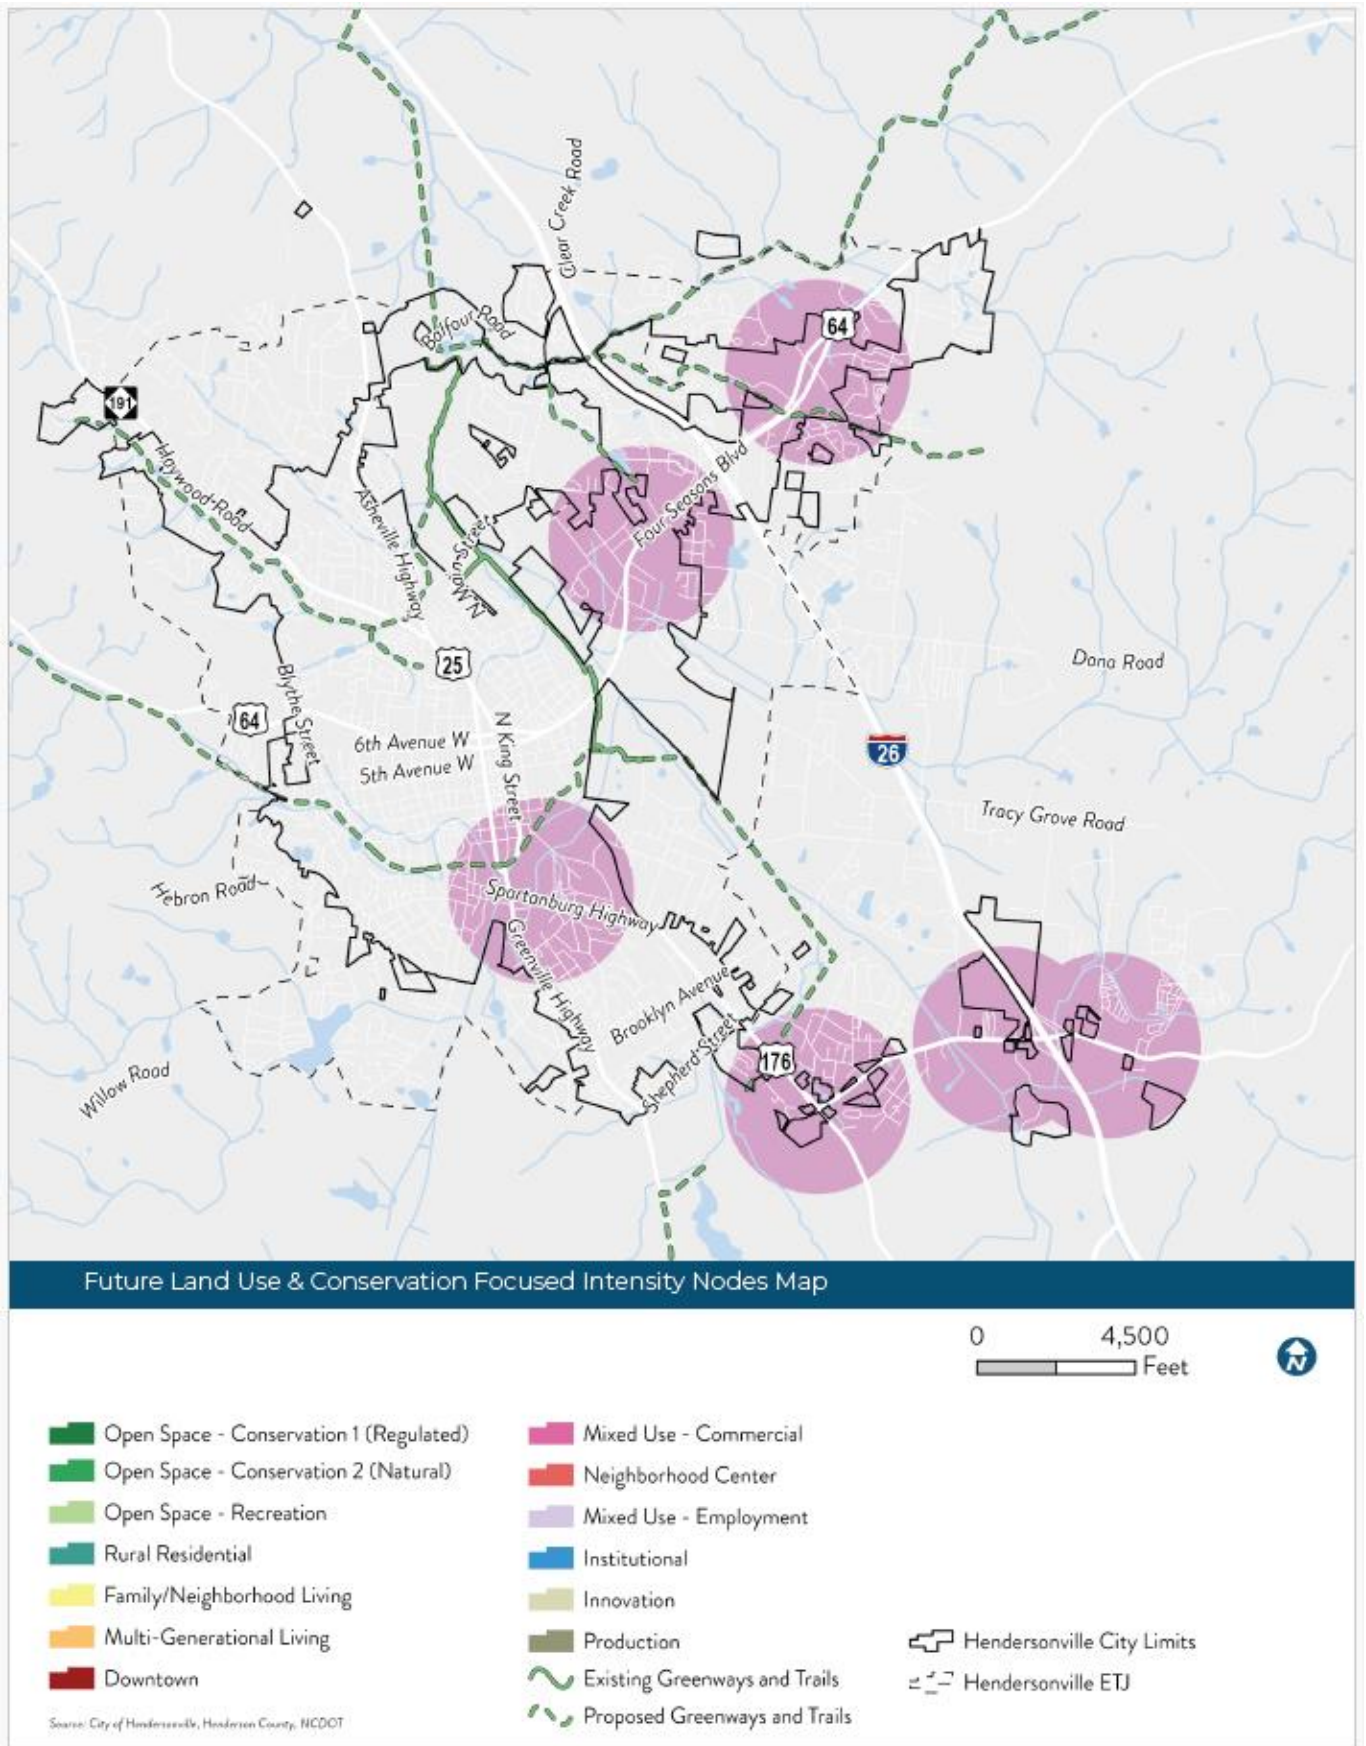 Clear Creek Road
64
Balfour Road
191
Haywood Road
Four Seasons Blvd
Asheville Highway
N Main Street
Dana Road
25
Blythe Street
64
N King Street
6th Avenue W
5th Avenue W
26
Tracy Grove Road
Hebron Road
Spartanburg Highway
Greenville Highway
Brooklyn Avenue
Shepherd Street
176
Willow Road
Future Land Use & Conservation Focused Intensity Nodes Map
0 4,500
Feet
N
Open Space - Conservation 1 (Regulated)
Open Space - Conservation 2 (Natural)
Open Space - Recreation
Rural Residential
Family/Neighborhood Living
Multi-Generational Living
Downtown
Mixed Use - Commercial
Neighborhood Center
Mixed Use - Employment
Institutional
Innovation
Production
Existing Greenways and Trails
Proposed Greenways and Trails
Hendersonville City Limits
Hendersonville ETJ
Source: City of Hendersonville, Henderson County, NCDOT